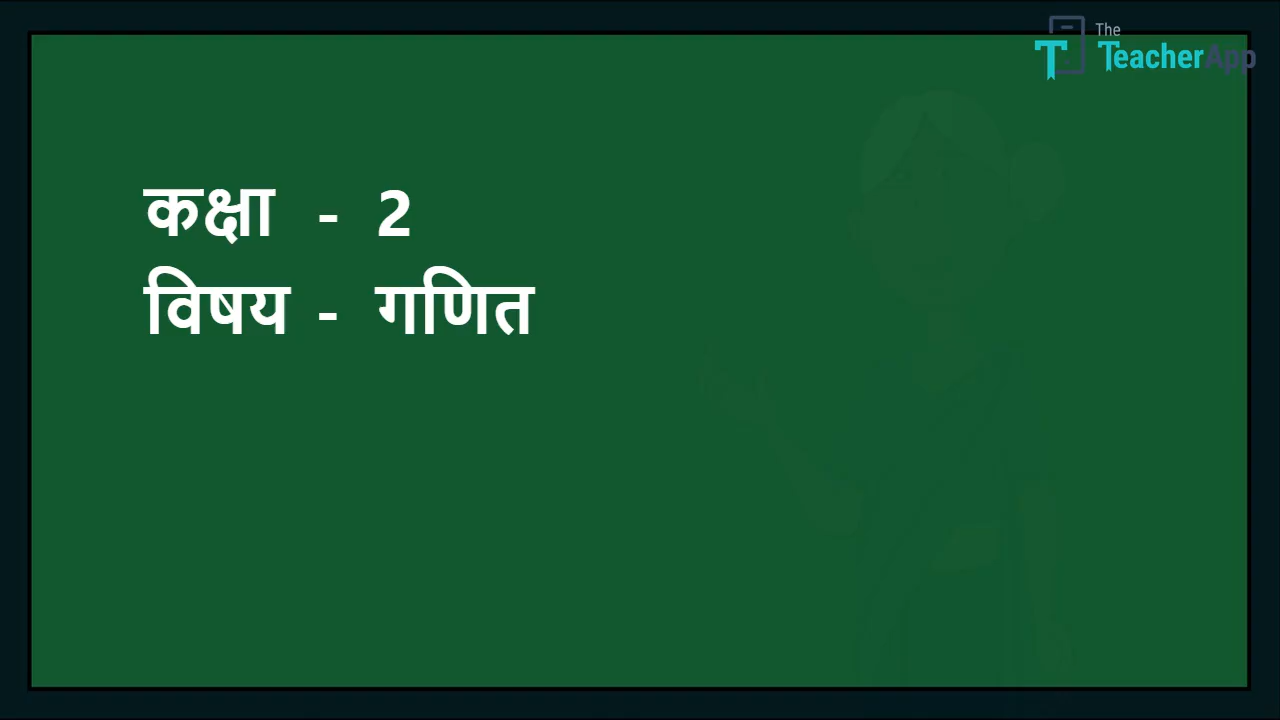 The
TeacherApp
कक्षा - 2
विषय - गणित